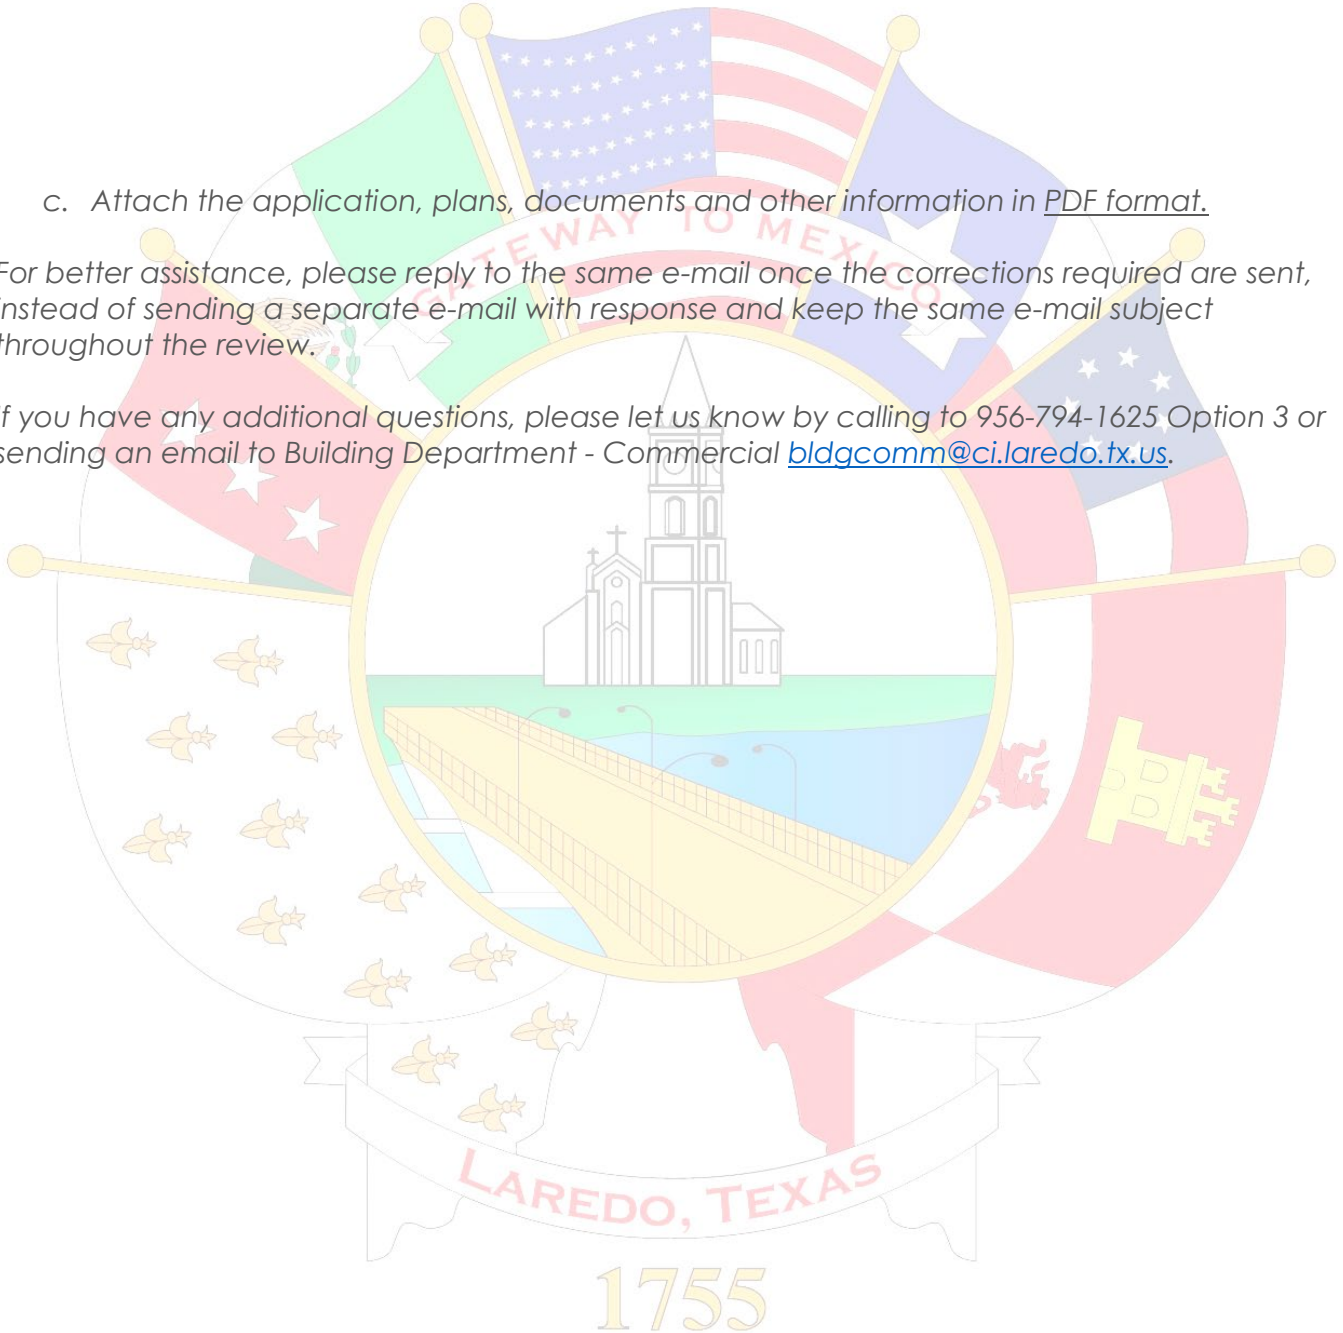 c. Attach the application, plans, documents and other information in PDF format.
GATEWAY TO MEXICO
For better assistance, please reply to the same e-mail once the corrections required are sent,
instead of sending a separate e-mail with response and keep the same e-mail subject
throughout the review.
If you have any additional questions, please let us know by calling to 956-794-1625 Option 3 or
sending an email to Building Department - Commercial bldgcomm@ci.laredo.tx.us.
LAREDO, TEXAS
1755